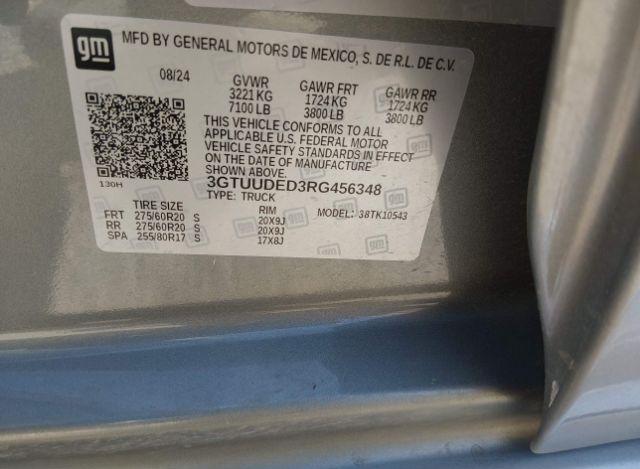 gm MFD BY GENERAL MOTORS DE MEXICO, S. DE R.L. DE C.V.
08/24 GVWR GAWR FRT GAWR RR
3221 KG 1724 KG 1724 KG
7100 LB 3800 LB 3800 LB
THIS VEHICLE CONFORMS TO ALL
APPLICABLE U.S. FEDERAL MOTOR
VEHICLE SAFETY STANDARDS IN EFFECT
ON THE DATE OF MANUFACTURE
SHOWN ABOVE.
130H 3GTUUDED3RG456348
TYPE: TRUCK MODEL: 38TK10543
TIRE SIZE RIM
FRT 275/60R20 S 20X9J
RR 275/60R20 S 20X9J
SPA 255/80R17 S 17X8J